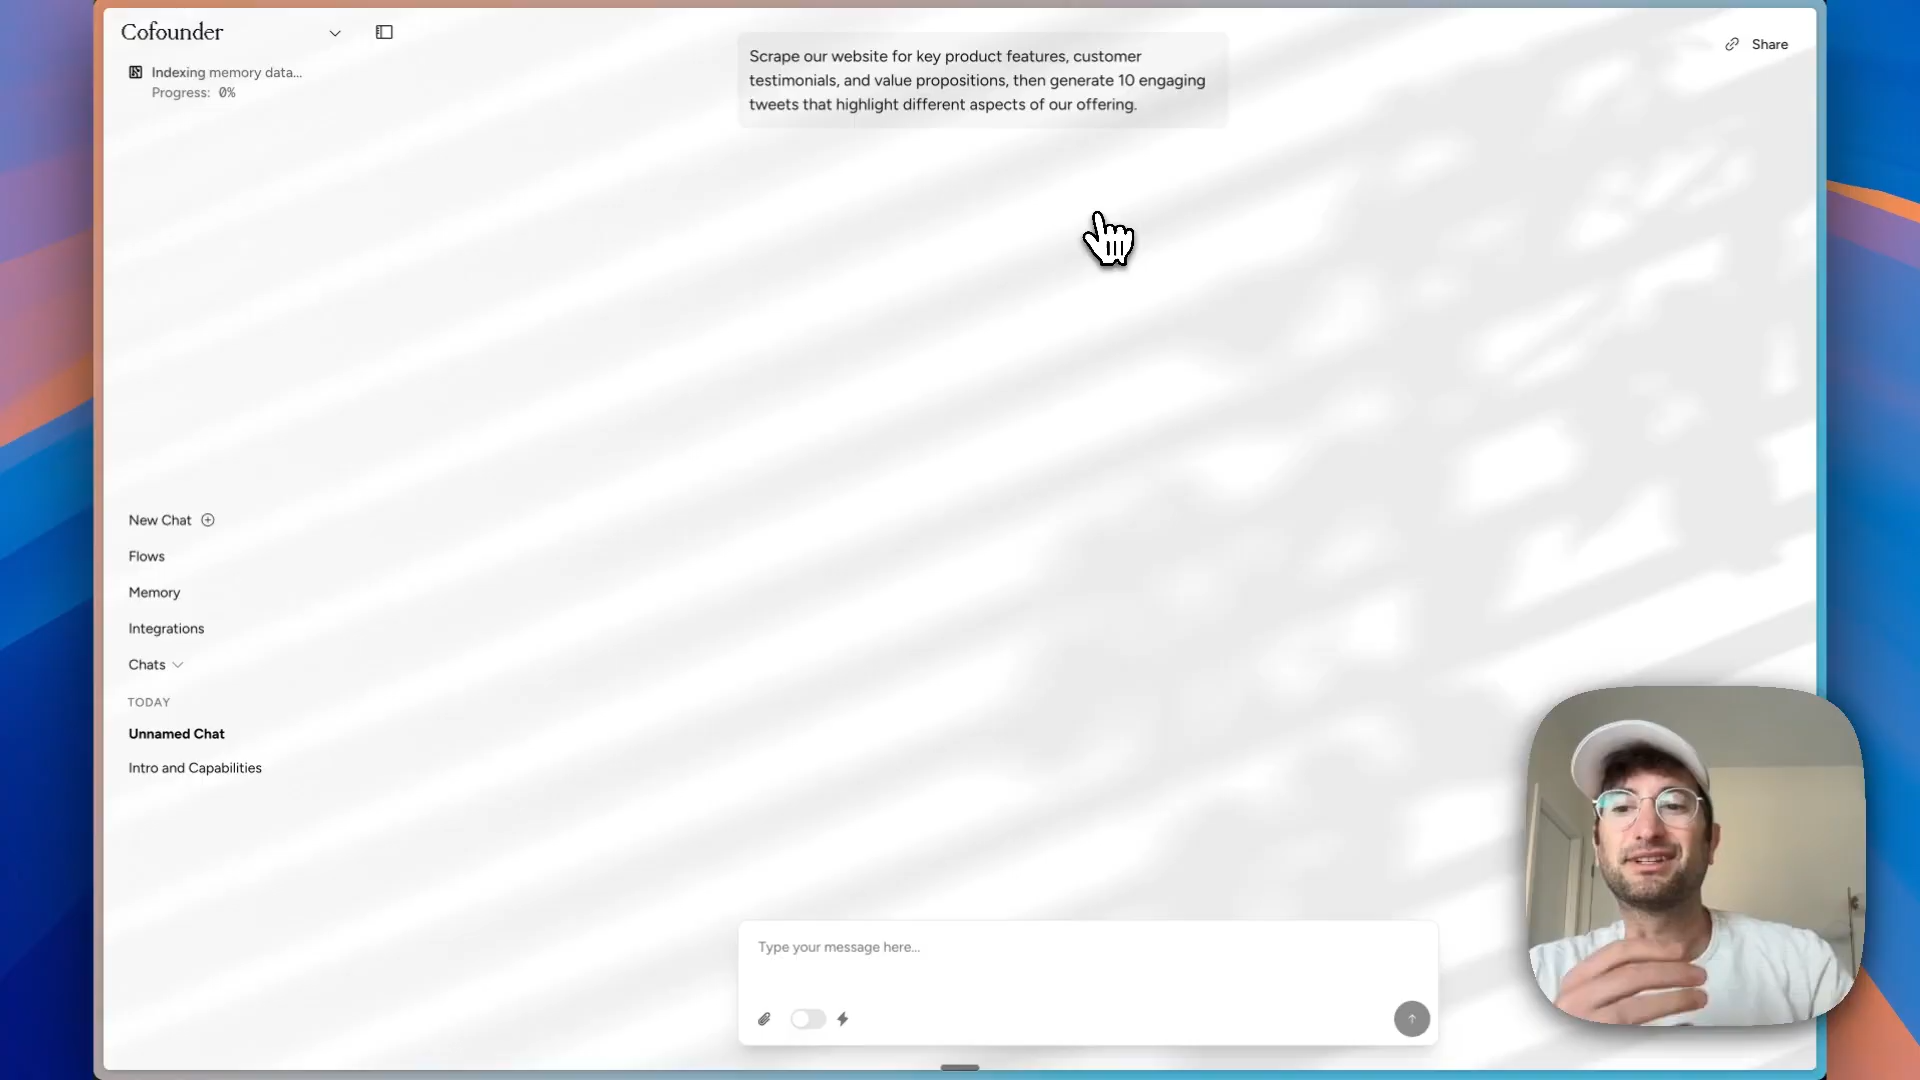 Cofounder
Indexing memory data...
Progress: 0%
Share
Scrape our website for key product features, customer
testimonials, and value propositions, then generate 10 engaging
tweets that highlight different aspects of our offering.
New Chat
Flows
Memory
Integrations
Chats
TODAY
Unnamed Chat
Intro and Capabilities
Type your message here...